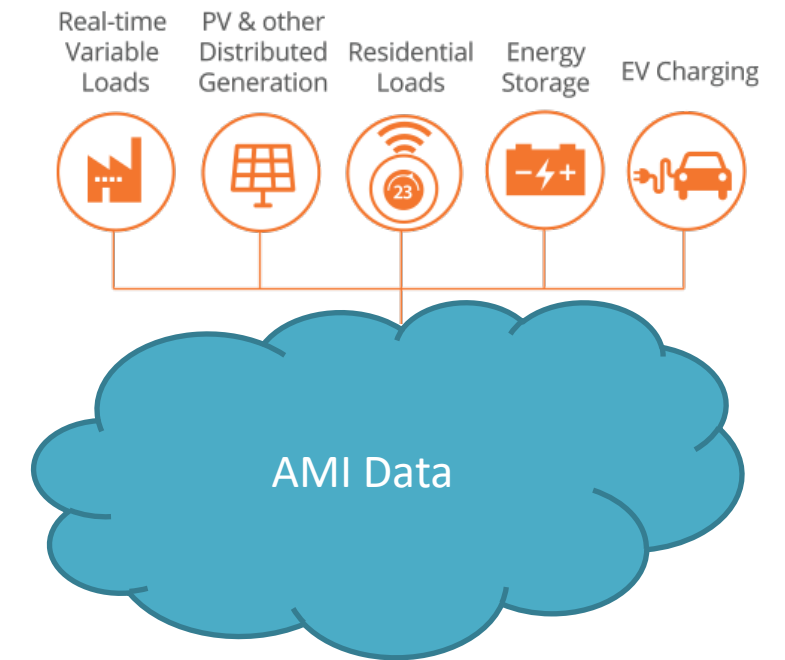 Real-time
Variable
Loads
PV & other
Distributed
Generation
Residential
Loads
Energy
Storage
EV Charging
23
AMI Data